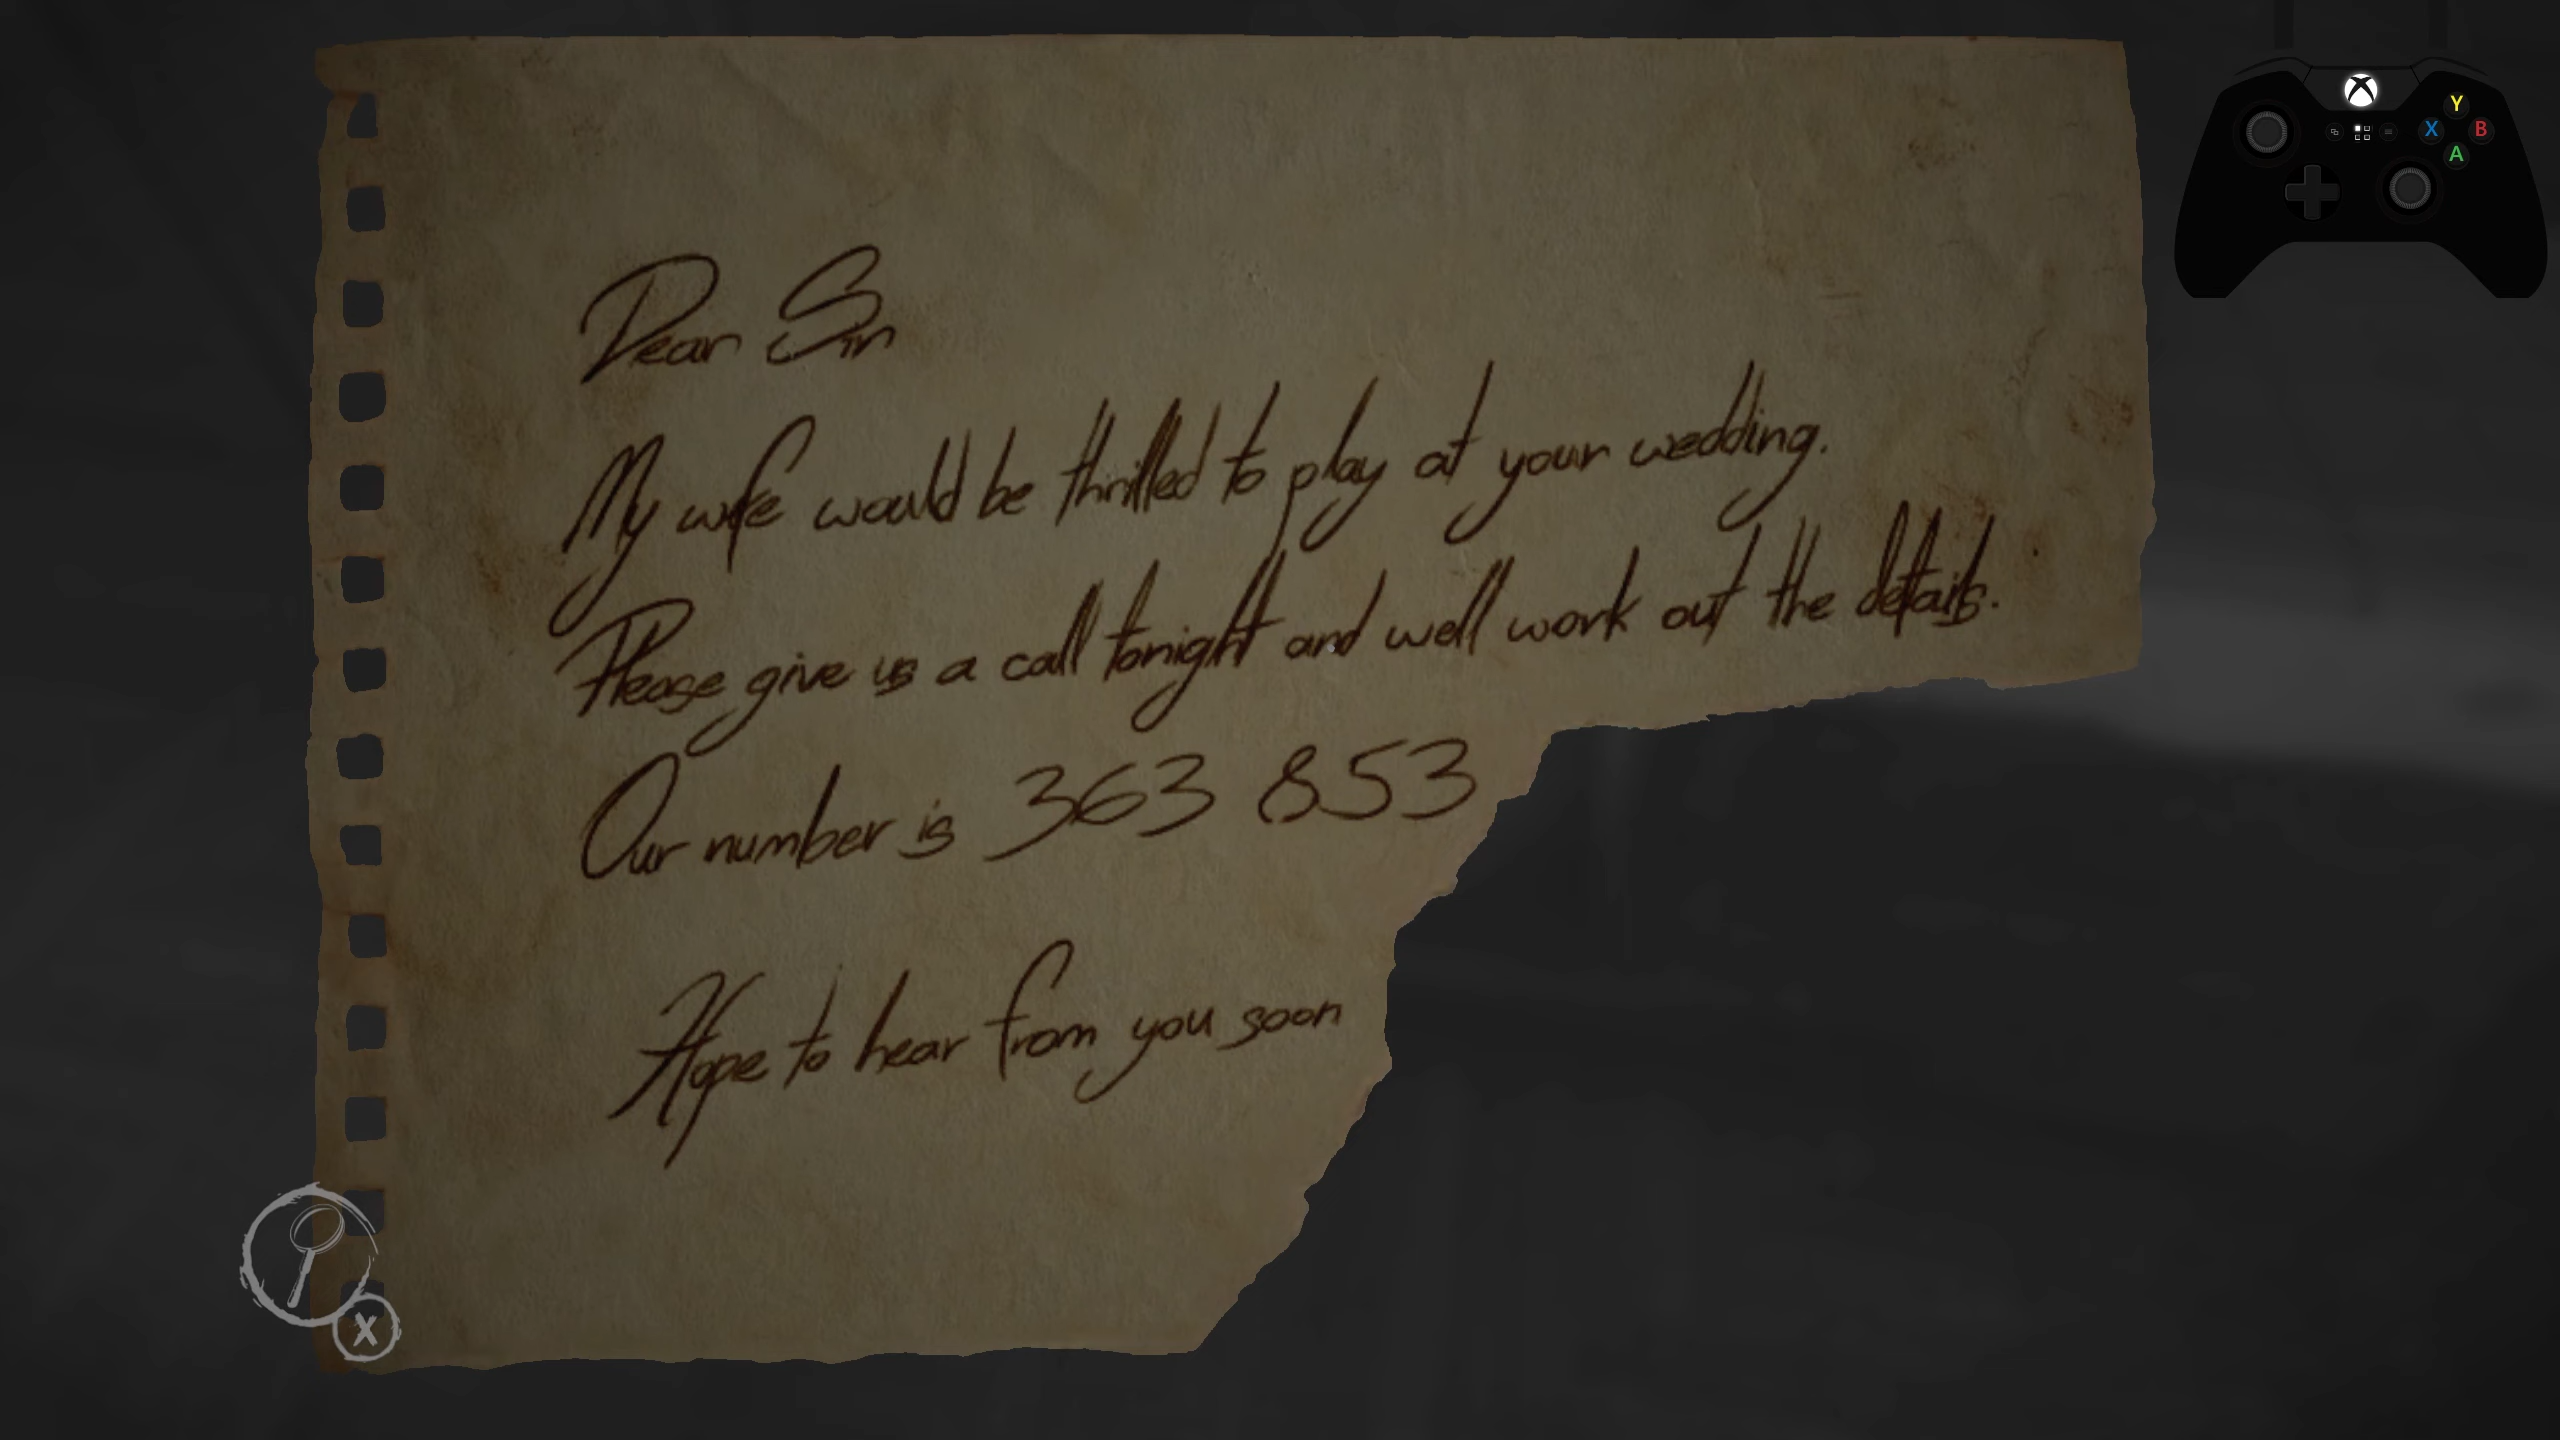 Dear Sir
My wife would be thrilled to play at your wedding.
Please give us a call tonight and well work out the details.
Our number is 363 853
Hope to hear from you soon
X
Y
X B
A